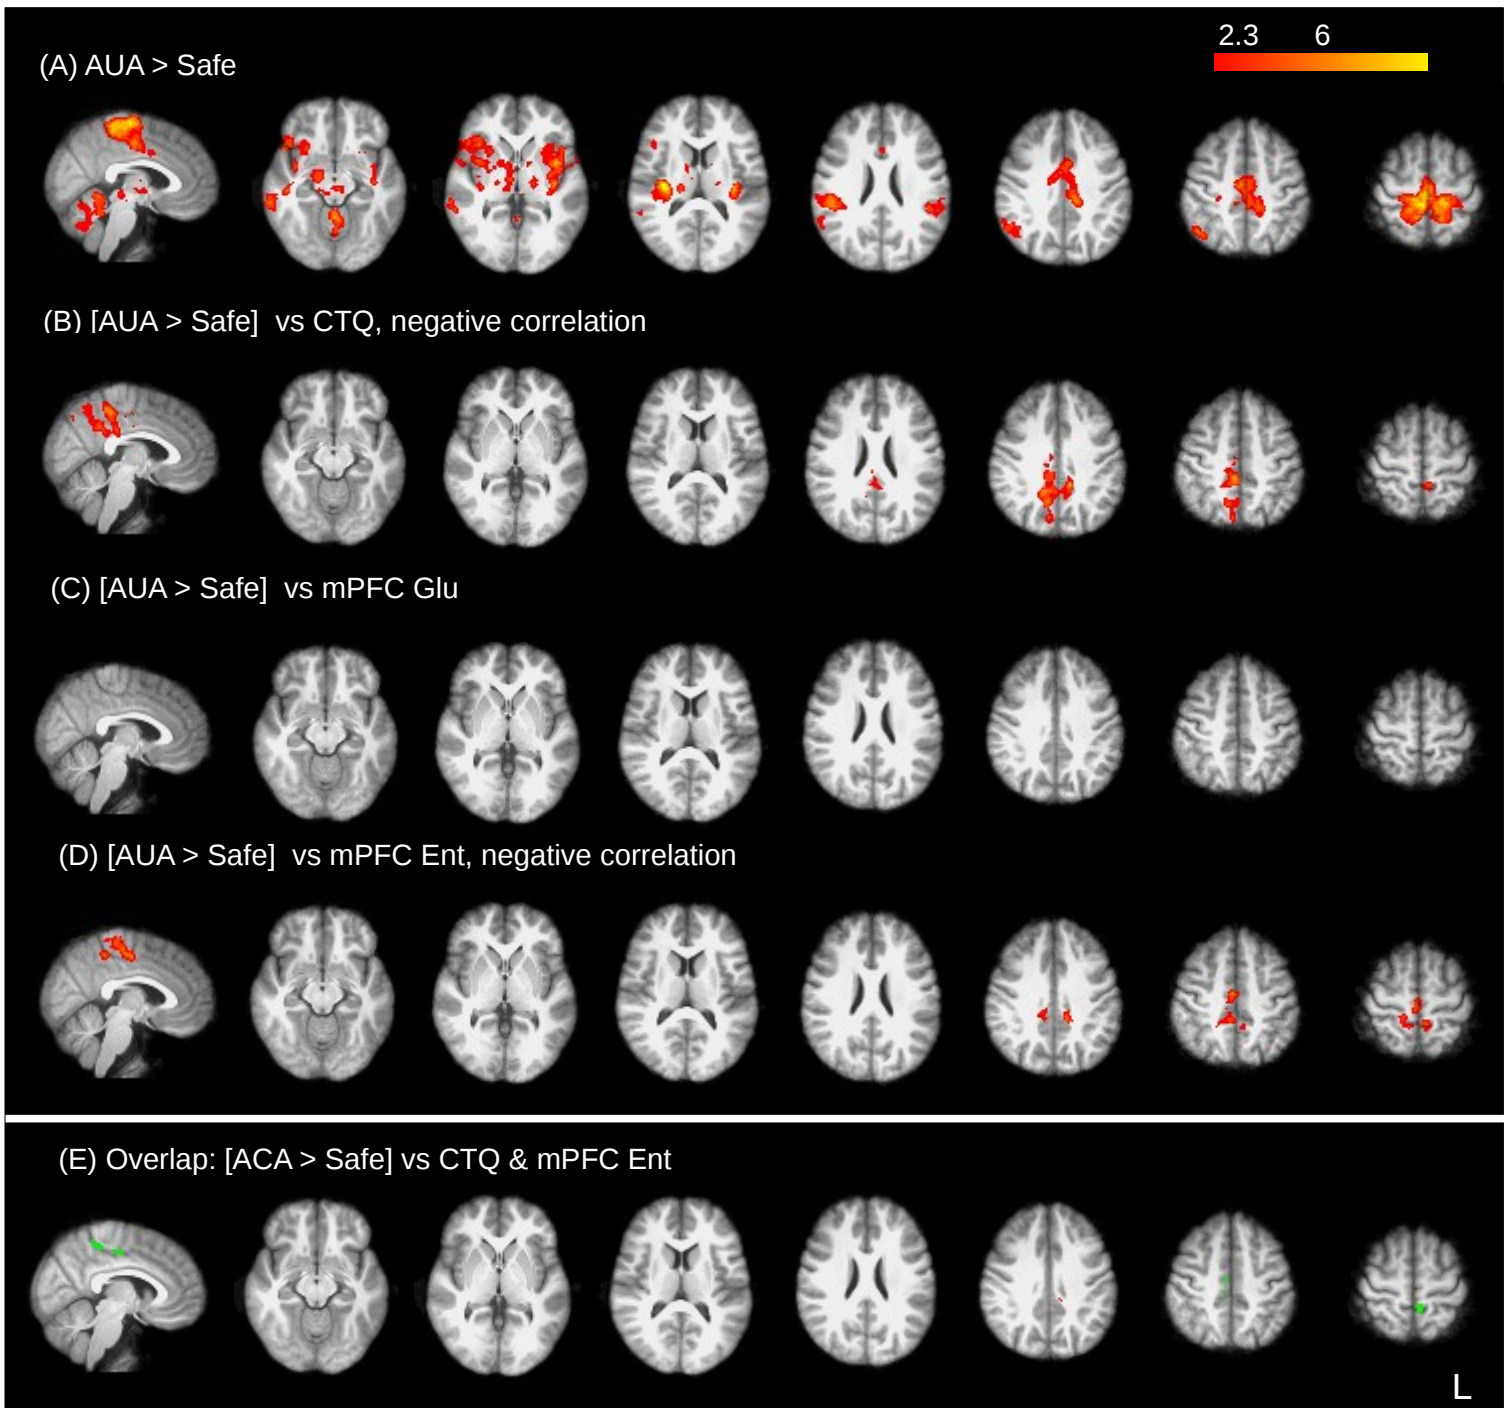 2.3 6
(A) AUA > Safe
(B) [AUA > Safe] vs CTQ, negative correlation
(C) [AUA > Safe] vs mPFC Glu
(D) [AUA > Safe] vs mPFC Ent, negative correlation
(E) Overlap: [ACA > Safe] vs CTQ & mPFC Ent
L